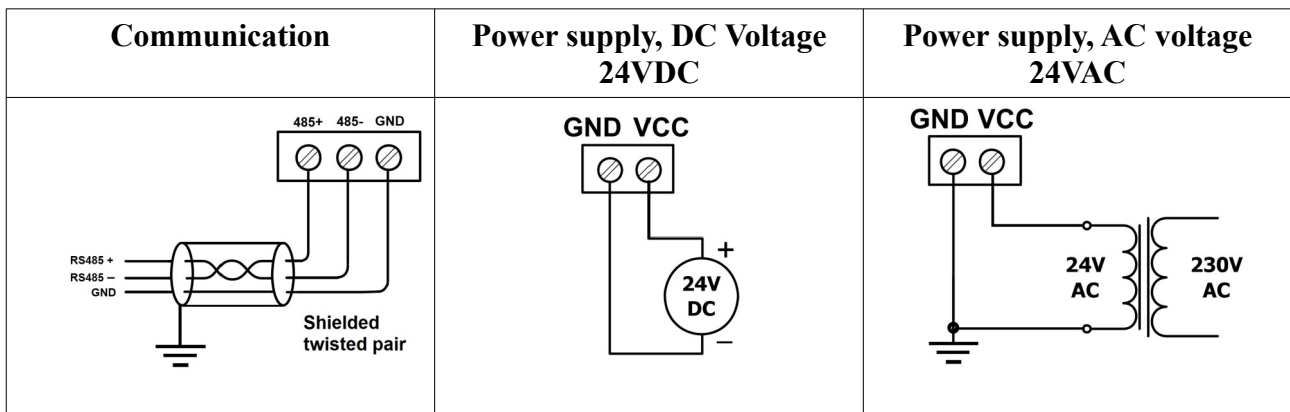 Communication
Power supply, DC Voltage
24VDC
Power supply, AC voltage
24VAC
485+ 485- GND
RS485 +
RS485 −
GND
Shielded
twisted pair
GND VCC
+
24V
DC
−
GND VCC
24V
AC
230V
AC